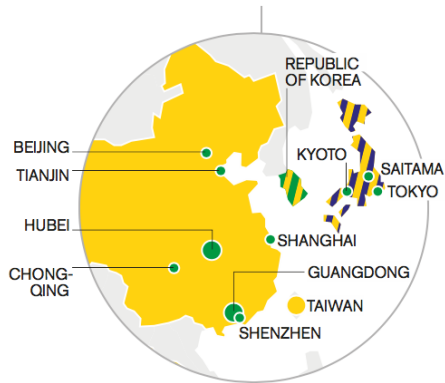 REPUBLIC
OF KOREA
BEIJING
KYOTO
SAITAMA
TIANJIN
TOKYO
HUBEI
SHANGHAI
CHONG-
QING
GUANGDONG
TAIWAN
SHENZHEN